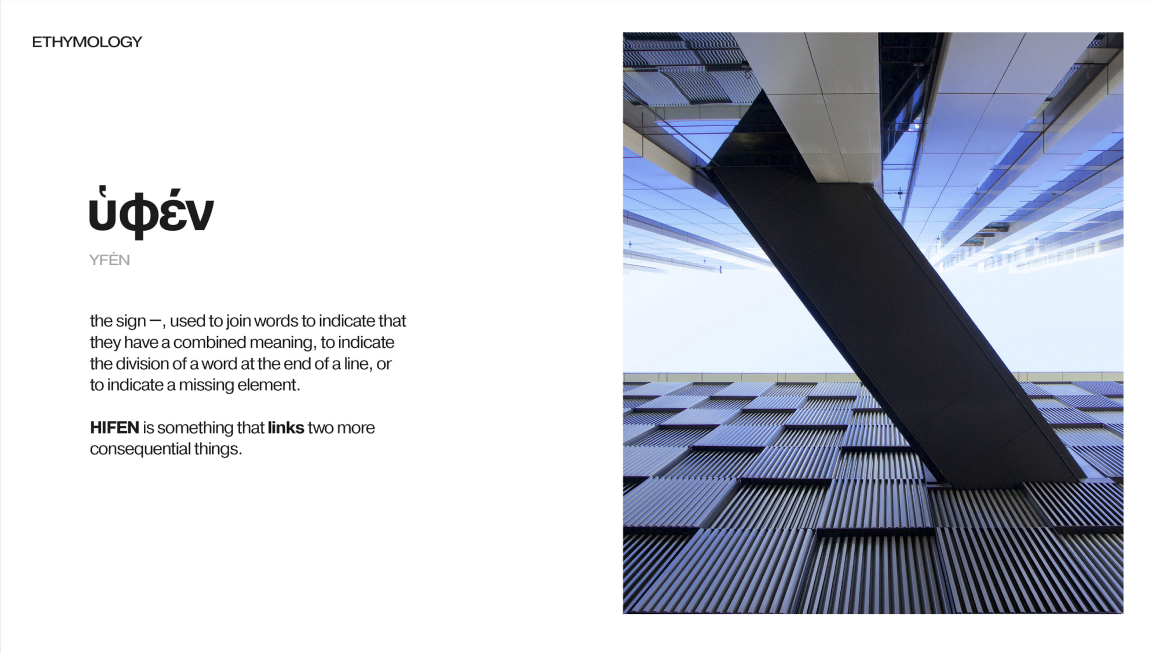 ETHYMOLOGY
ὑφέν
YFÉN
the sign –, used to join words to indicate that
they have a combined meaning, to indicate
the division of a word at the end of a line, or
to indicate a missing element.
HIFEN is something that links two more
consequential things.